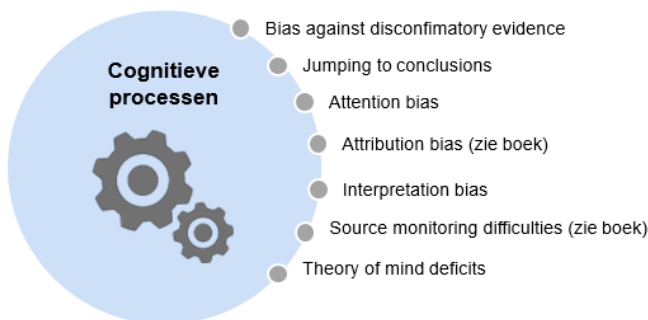 Bias against disconfimatory evidence
Cognitieve
processen
Jumping to conclusions
Attention bias
Attribution bias (zie boek)
Interpretation bias
Source monitoring difficulties (zie boek)
Theory of mind deficits